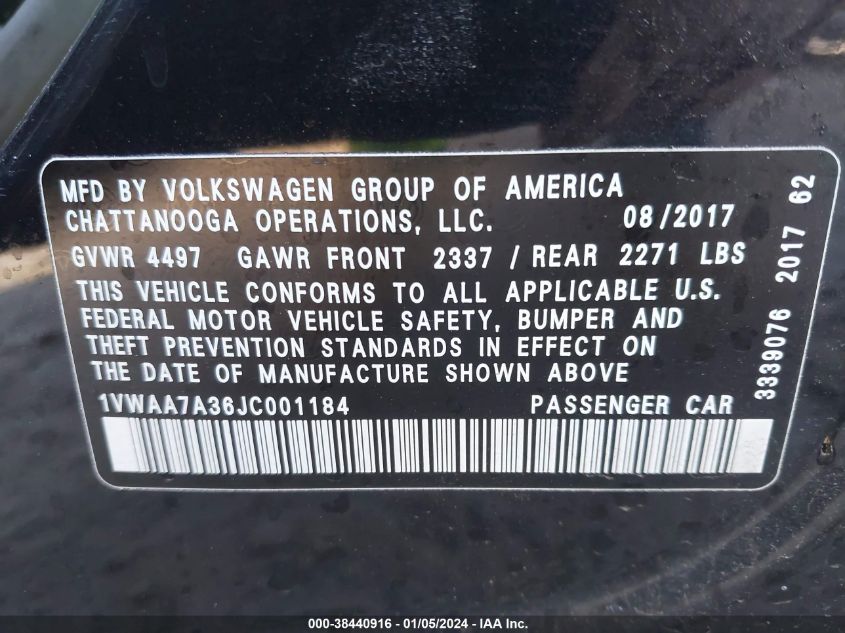 MFD BY VOLKSWAGEN GROUP OF AMERICA
CHATTANOOGA OPERATIONS, LLC. 08/2017
GVWR 4497 GAWR FRONT 2337 / REAR 2271 LBS
THIS VEHICLE CONFORMS TO ALL APPLICABLE U.S.
FEDERAL MOTOR VEHICLE SAFETY, BUMPER AND
THEFT PREVENTION STANDARDS IN EFFECT ON
THE DATE OF MANUFACTURE SHOWN ABOVE
1VWAA7A36JC001184 PASSENGER CAR
3339076 2017 62
000-38440916 - 01/05/2024 - IAA Inc.